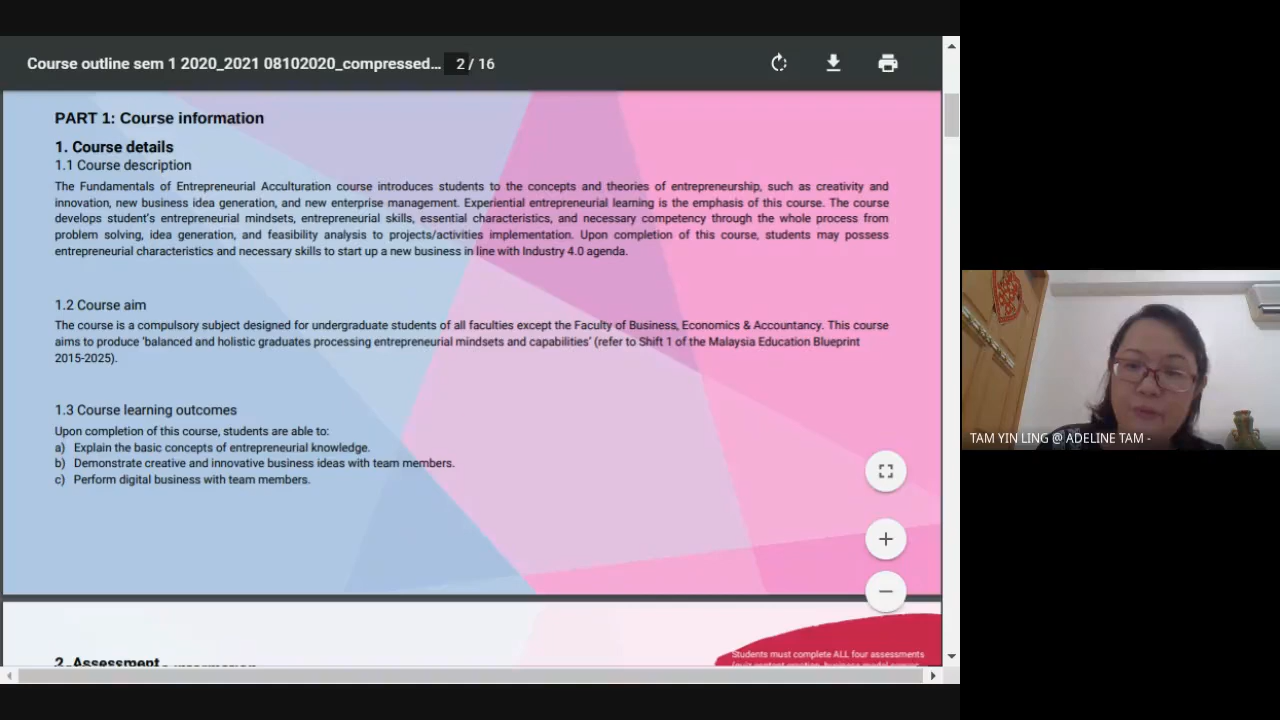 Course outline sem 1 2020_2021 08102020_compressed... 2 / 16
PART 1: Course information
1. Course details
1.1 Course description
The Fundamentals of Entrepreneurial Acculturation course introduces students to the concepts and theories of entrepreneurship, such as creativity and
innovation, new business idea generation, and new enterprise management. Experiential entrepreneurial learning is the emphasis of this course. The course
develops student's entrepreneurial mindsets, entrepreneurial skills, essential characteristics, and necessary competency through the whole process from
problem solving, idea generation, and feasibility analysis to projects/activities implementation. Upon completion of this course, students may possess
entrepreneurial characteristics and necessary skills to start up a new business in line with Industry 4.0 agenda.
1.2 Course aim
The course is a compulsory subject designed for undergraduate students of all faculties except the Faculty of Business, Economics & Accountancy. This course
aims to produce 'balanced and holistic graduates processing entrepreneurial mindsets and capabilities' (refer to Shift 1 of the Malaysia Education Blueprint
2015-2025).
1.3 Course learning outcomes
Upon completion of this course, students are able to:
a) Explain the basic concepts of entrepreneurial knowledge.
b) Demonstrate creative and innovative business ideas with team members.
c) Perform digital business with team members.
2. Assessment
Students must complete ALL four assessments
TAM YIN LING @ ADELINE TAM -